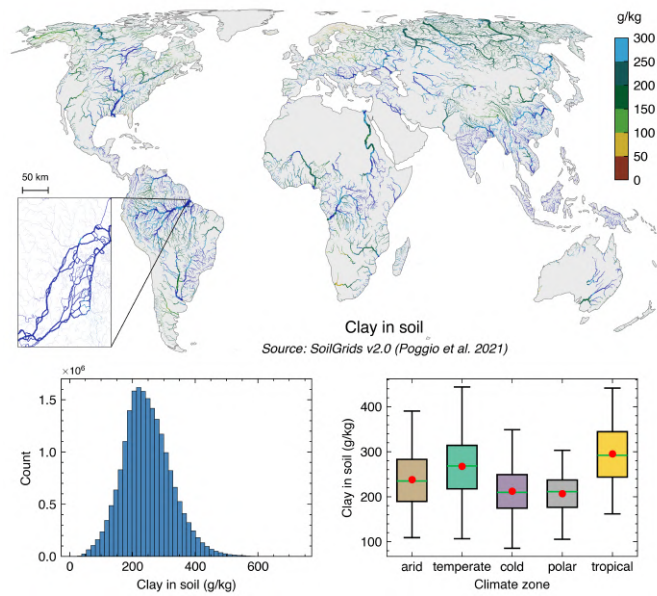 g/kg
300
250
200
150
100
50
0
50 km
Clay in soil
Source: SoilGrids v2.0 (Poggio et al. 2021)
×10⁶
1.5
1.0
0.5
0.0
Count
0
200
400
600
Clay in soil (g/kg)
400
300
200
100
Clay in soil (g/kg)
arid
temperate
cold
polar
tropical
Climate zone